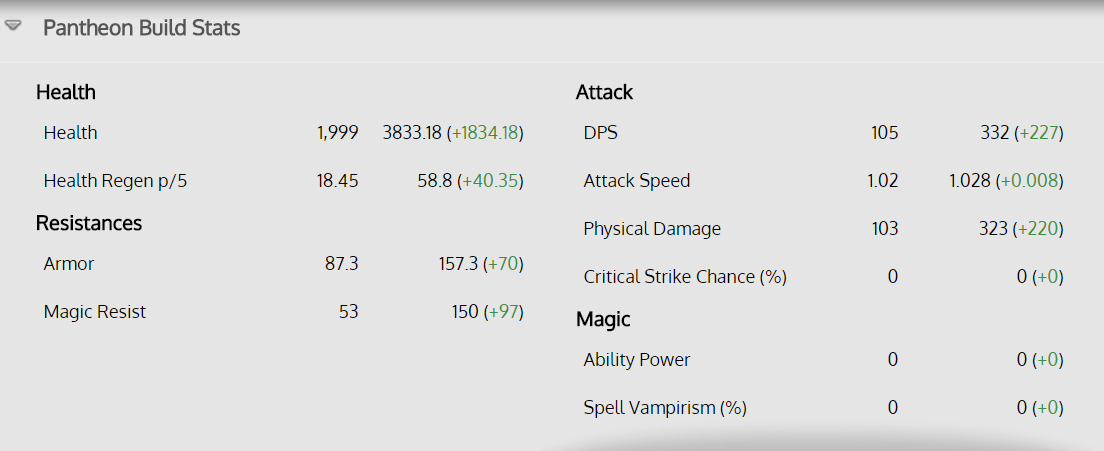 Pantheon Build Stats
Health
Health 1,999 3833.18 (+1834.18)
Health Regen p/5 18.45 58.8 (+40.35)
Resistances
Armor 87.3 157.3 (+70)
Magic Resist 53 150 (+97)
Attack
DPS 105 332 (+227)
Attack Speed 1.02 1.028 (+0.008)
Physical Damage 103 323 (+220)
Critical Strike Chance (%) 0 0 (+0)
Magic
Ability Power 0 0 (+0)
Spell Vampirism (%) 0 0 (+0)